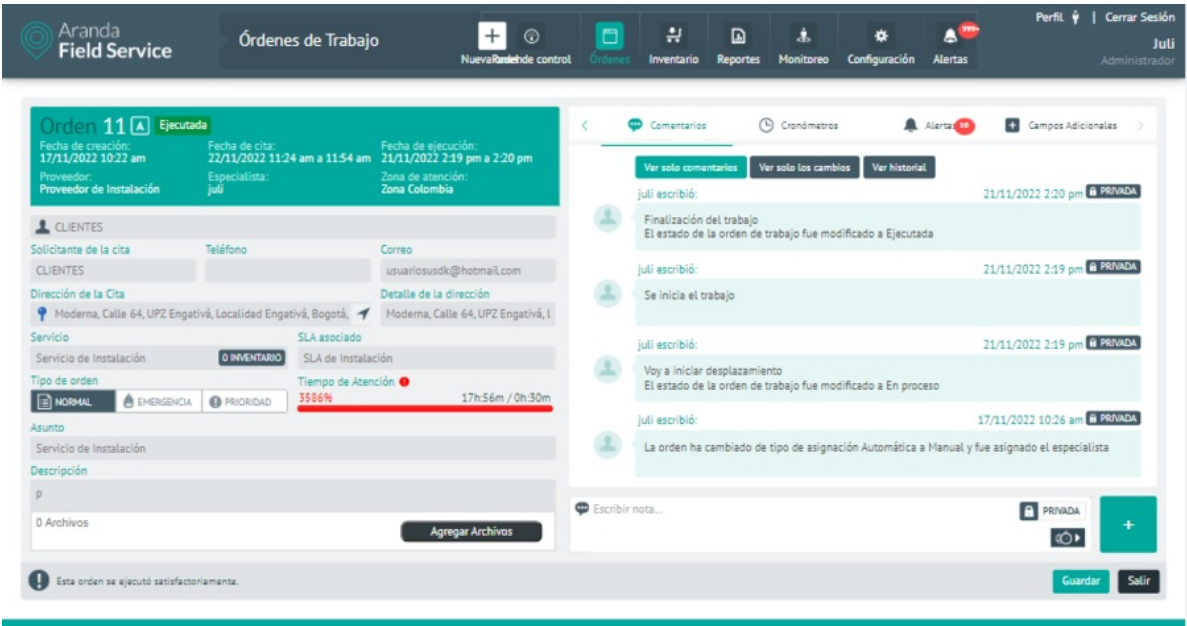 Aranda
Field Service
Órdenes de Trabajo
Nueva orden
Panel de control
Órdenes
Inventario
Reportes
Monitoreo
Configuración
Alertas
999+
Perfil | Cerrar Sesión
Juli
Administrador
Orden 11 A Ejecutada
Fecha de creación:
17/11/2022 10:22 am
Fecha de cita:
22/11/2022 11:24 am a 11:54 am
Fecha de ejecución:
21/11/2022 2:19 pm a 2:20 pm
Proveedor:
Proveedor de Instalación
Especialista:
juli
Zona de atención:
Zona Colombia
CLIENTES
Solicitante de la cita
CLIENTES
Teléfono
Correo
usuariosusdk@hotmail.com
Dirección de la Cita
Moderna, Calle 64, UPZ Engativá, Localidad Engativá, Bogotá,
Detalle de la dirección
Moderna, Calle 64, UPZ Engativá, l
Servicio
Servicio de Instalación
0 INVENTARIO
SLA asociado
SLA de Instalación
Tipo de orden
NORMAL
EMERGENCIA
PRIORIDAD
Tiempo de Atención
3586%
17h:56m / 0h:30m
Asunto
Servicio de Instalación
Descripción
p
0 Archivos
Agregar Archivos
Comentarios
Cronómetros
Alertas
50
Campos Adicionales
Ver solo comentarios
Ver solo los cambios
Ver historial
juli escribió:
21/11/2022 2:20 pm PRIVADA
Finalización del trabajo
El estado de la orden de trabajo fue modificado a Ejecutada
juli escribió:
21/11/2022 2:19 pm PRIVADA
Se inicia el trabajo
juli escribió:
21/11/2022 2:19 pm PRIVADA
Voy a iniciar desplazamiento
El estado de la orden de trabajo fue modificado a En proceso
juli escribió:
17/11/2022 10:26 am PRIVADA
La orden ha cambiado de tipo de asignación Automática a Manual y fue asignado el especialista
Escribir nota...
PRIVADA
+
Esta orden se ejecutó satisfactoriamente.
Guardar
Salir